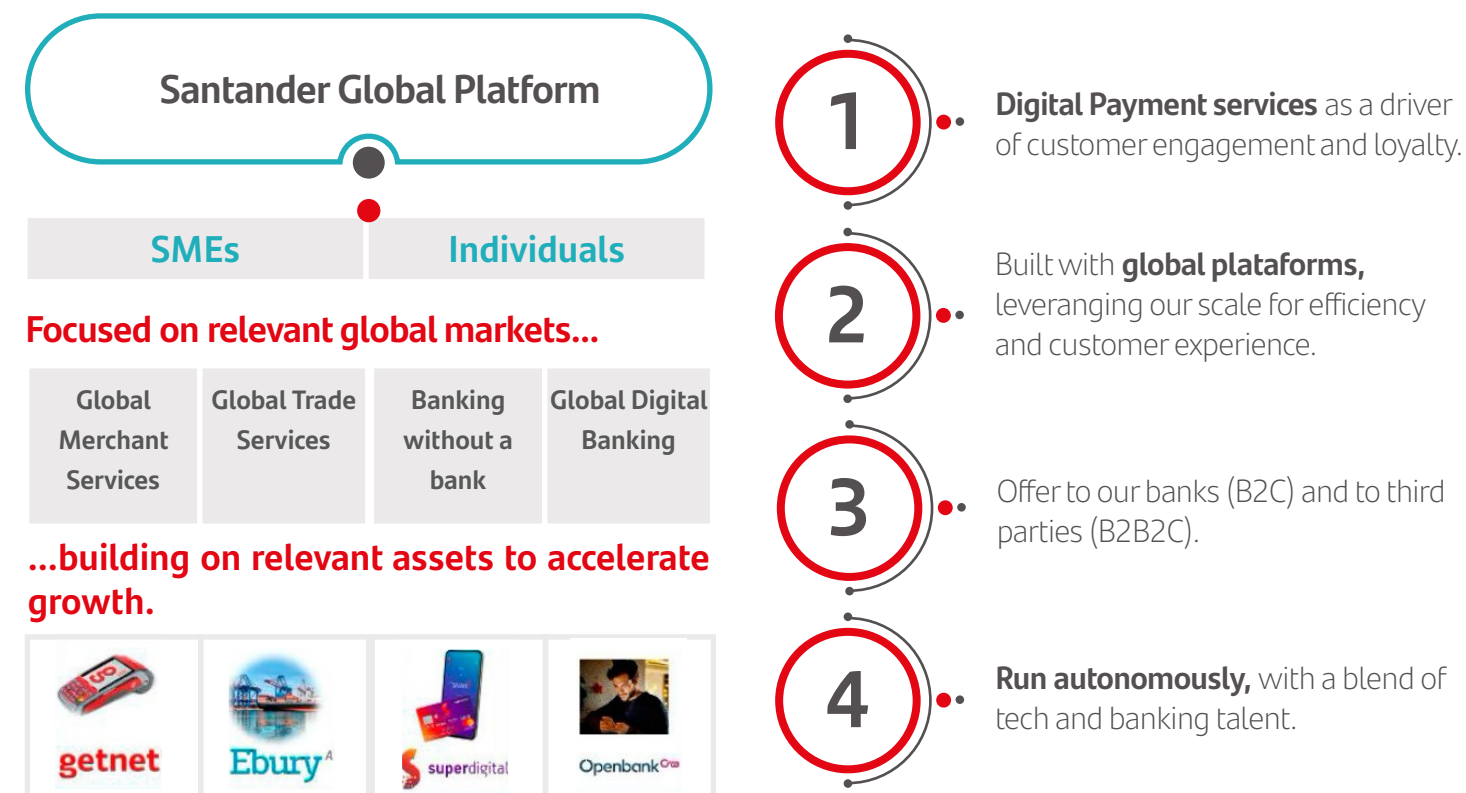 Santander Global Platform
SMEs
Individuals
Focused on relevant global markets...
Global
Merchant
Services
Global Trade
Services
Banking
without a
bank
Global Digital
Banking
...building on relevant assets to accelerate
growth.
getnet
Ebury
superdigital
Openbank
1
Digital Payment services as a driver
of customer engagement and loyalty.
2
Built with global plataforms,
leveranging our scale for efficiency
and customer experience.
3
Offer to our banks (B2C) and to third
parties (B2B2C).
4
Run autonomously, with a blend of
tech and banking talent.